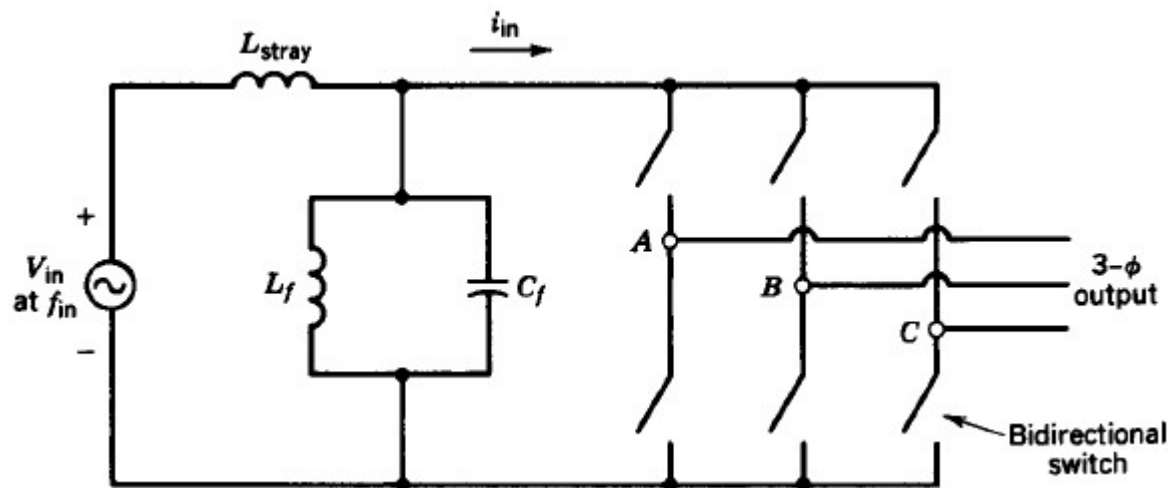 i_in
L_stray
+
V_in
at f_in
−
L_f
C_f
A
B
C
3-ϕ
output
Bidirectional
switch